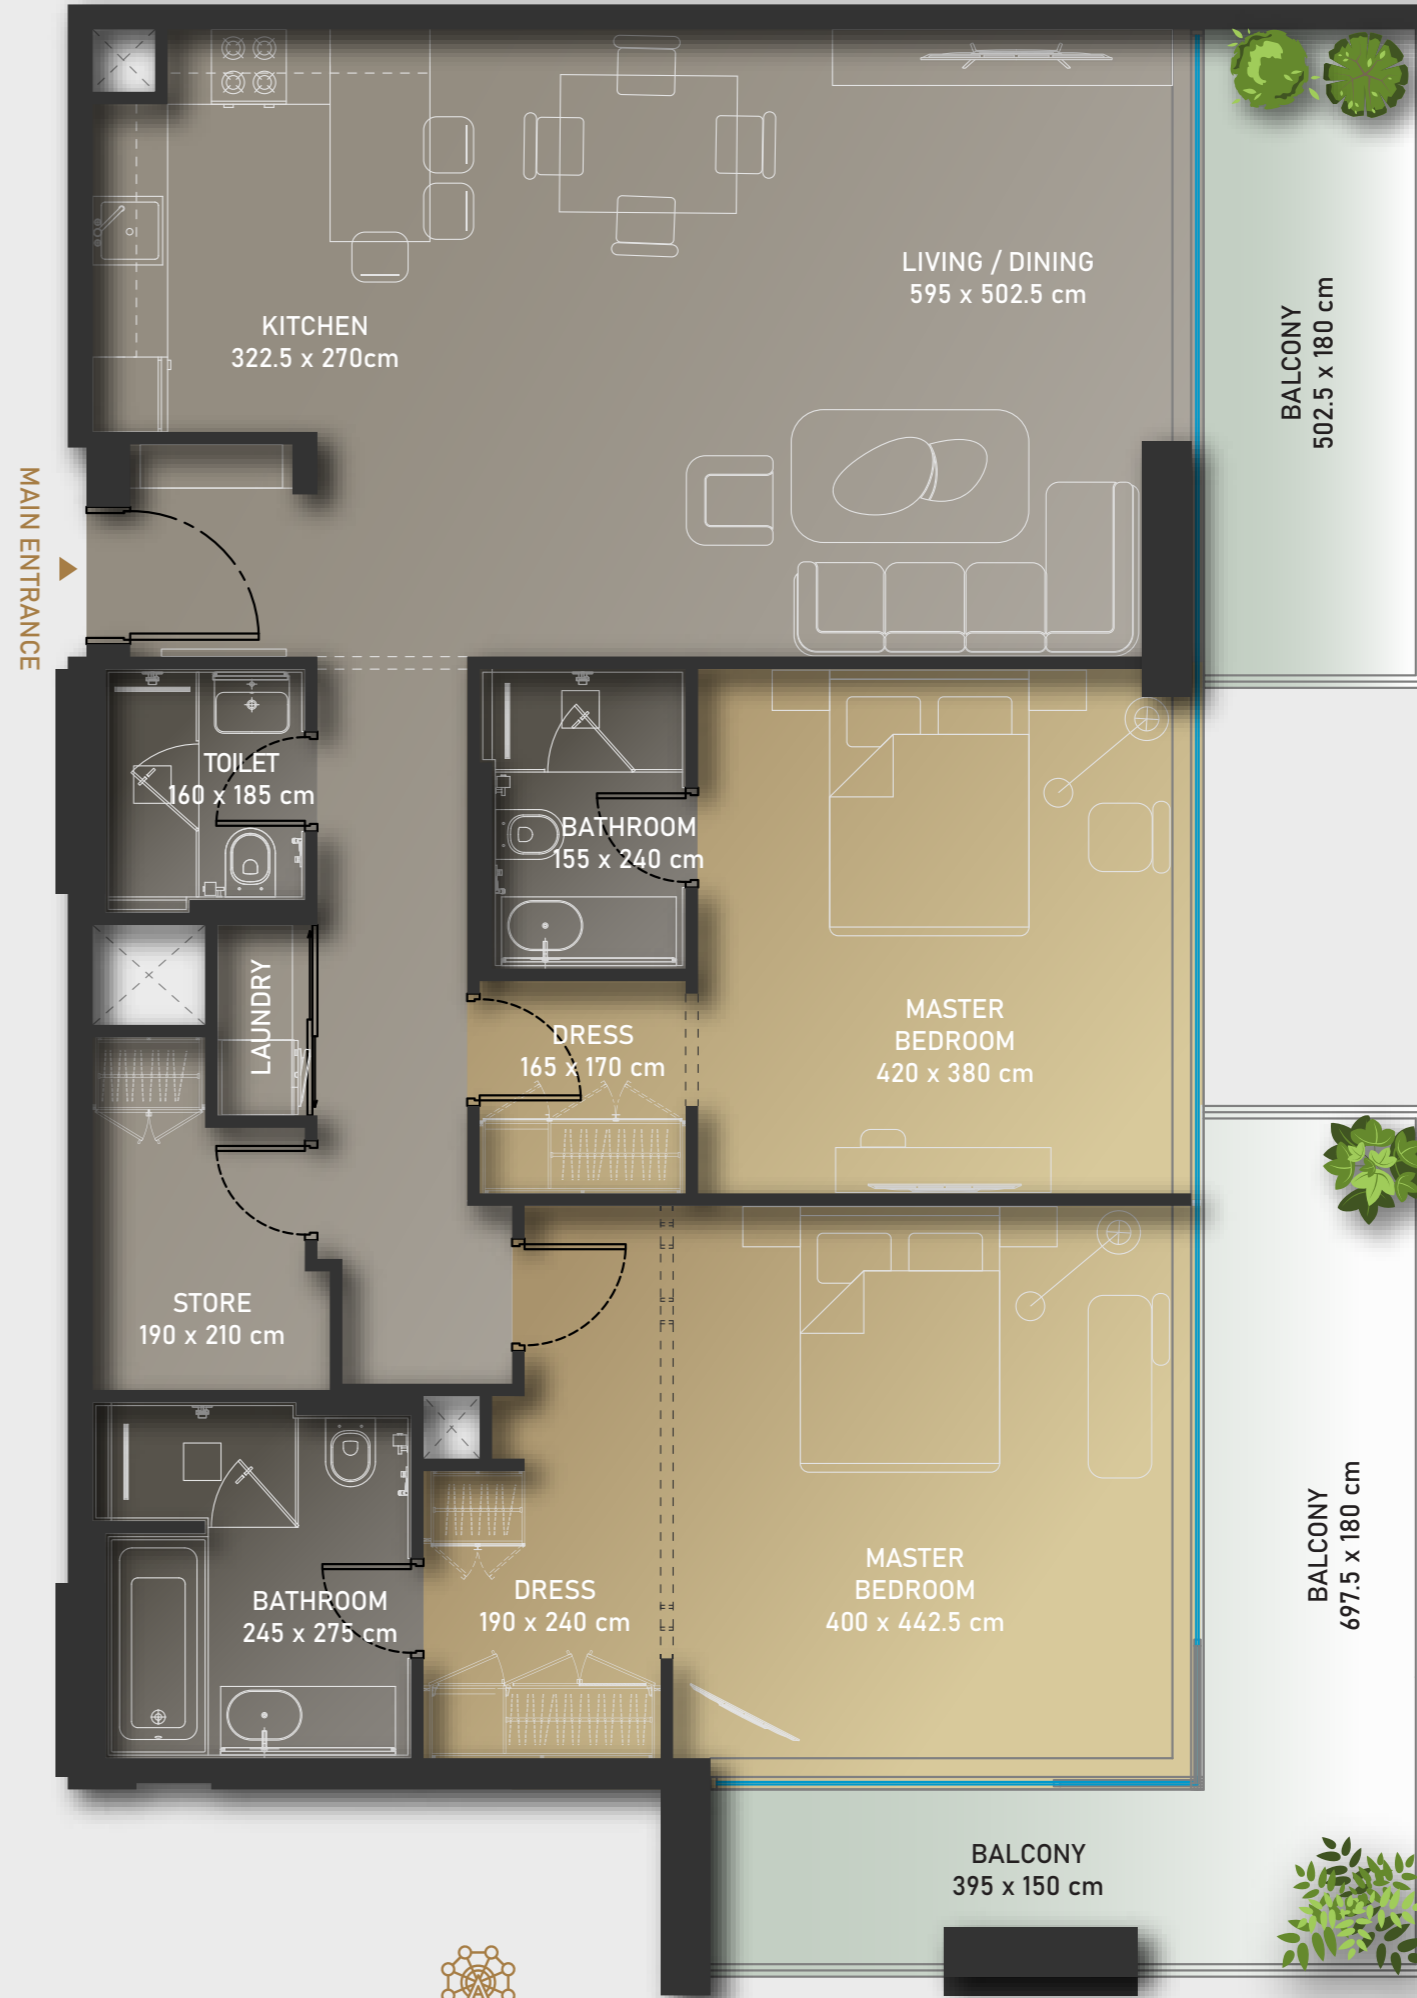 LIVING / DINING
595 x 502.5 cm
KITCHEN
322.5 x 270cm
BALCONY
502.5 x 180 cm
MAIN ENTRANCE
TOILET
160 x 185 cm
BATHROOM
155 x 240 cm
LAUNDRY
DRESS
165 x 170 cm
MASTER
BEDROOM
420 x 380 cm
STORE
190 x 210 cm
BATHROOM
245 x 275 cm
DRESS
190 x 240 cm
MASTER
BEDROOM
400 x 442.5 cm
BALCONY
697.5 x 180 cm
BALCONY
395 x 150 cm